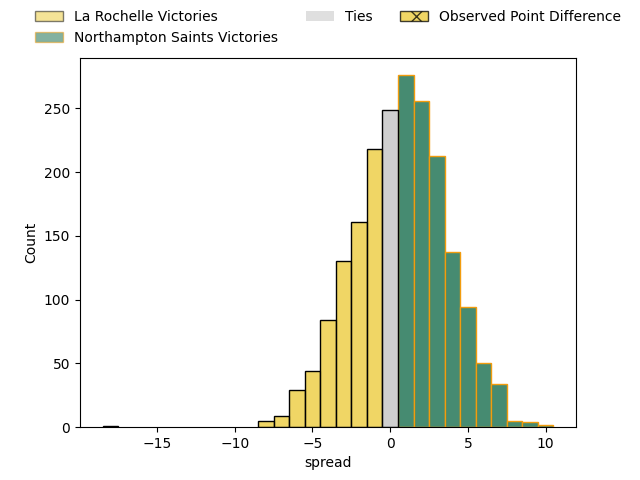 La Rochelle Victories
Northampton Saints Victories
Ties
Observed Point Difference
250
200
150
100
50
0
Count
−15 −10 −5 0 5 10
spread